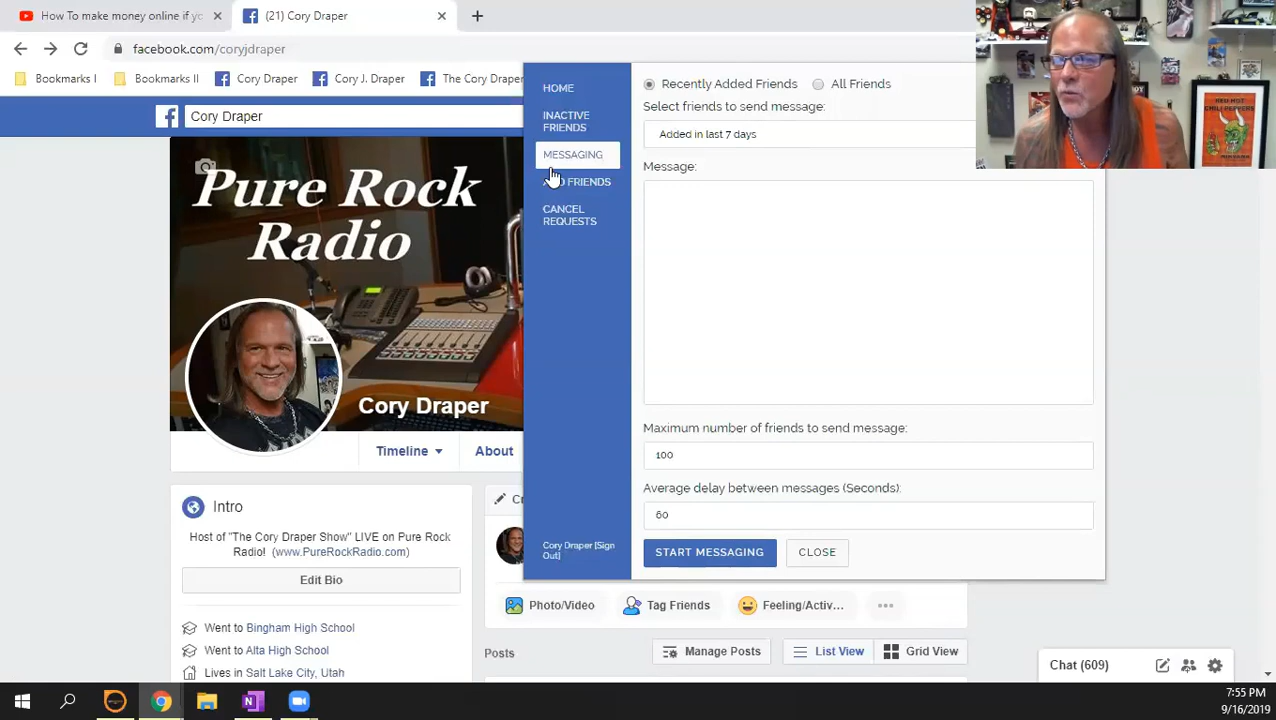 How To make money online if yo
(21) Cory Draper
facebook.com/coryjdraper
Bookmarks I
Bookmarks II
Cory Draper
Cory J. Draper
The Cory Draper
Cory Draper
HOME
INACTIVE
FRIENDS
MESSAGING
FRIENDS
CANCEL
REQUESTS
Cory Draper [Sign
Out]
Recently Added Friends
All Friends
Select friends to send message:
Added in last 7 days
Message:
Maximum number of friends to send message:
100
Average delay between messages (Seconds):
60
START MESSAGING
CLOSE
RED HOT
CHILI PEPPERS
Pure Rock
Radio
Cory Draper
Timeline
About
Intro
Host of "The Cory Draper Show" LIVE on Pure Rock
Radio! (www.PureRockRadio.com)
Edit Bio
Went to Bingham High School
Went to Alta High School
Lives in Salt Lake City, Utah
Photo/Video
Tag Friends
Feeling/Activ...
Posts
Manage Posts
List View
Grid View
Chat (609)
7:55 PM
9/16/2019